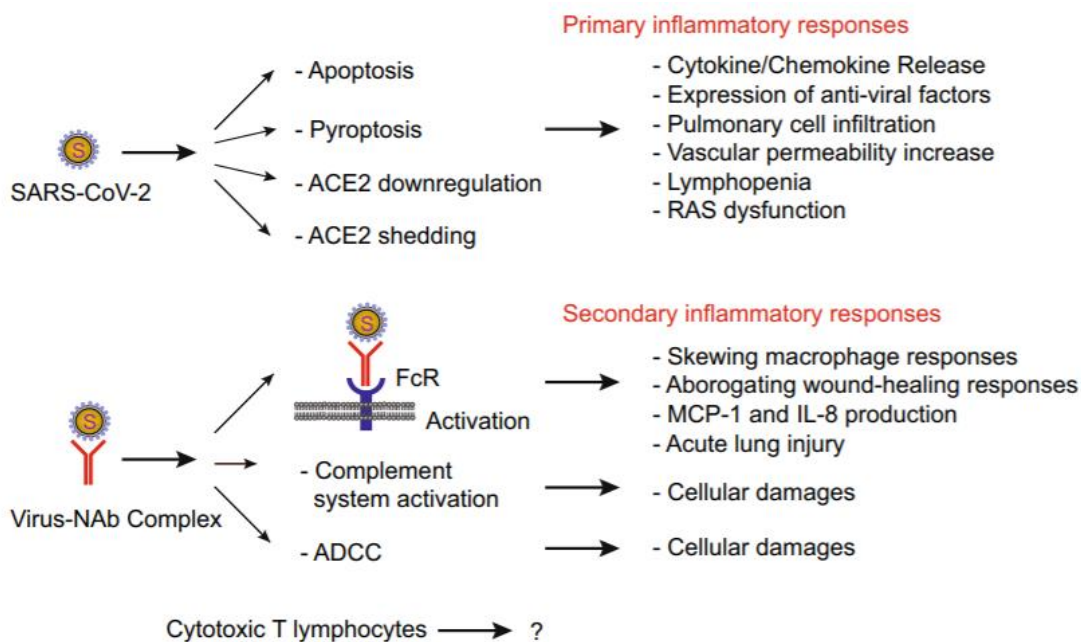 Primary inflammatory responses
- Apoptosis
- Pyroptosis
- ACE2 downregulation
- ACE2 shedding
S
SARS-CoV-2
- Cytokine/Chemokine Release
- Expression of anti-viral factors
- Pulmonary cell infiltration
- Vascular permeability increase
- Lymphopenia
- RAS dysfunction
Secondary inflammatory responses
S
FcR
Activation
- Skewing macrophage responses
- Aborogating wound-healing responses
- MCP-1 and IL-8 production
- Acute lung injury
S
Virus-NAb Complex
- Complement
system activation
- Cellular damages
- ADCC
- Cellular damages
Cytotoxic T lymphocytes ?